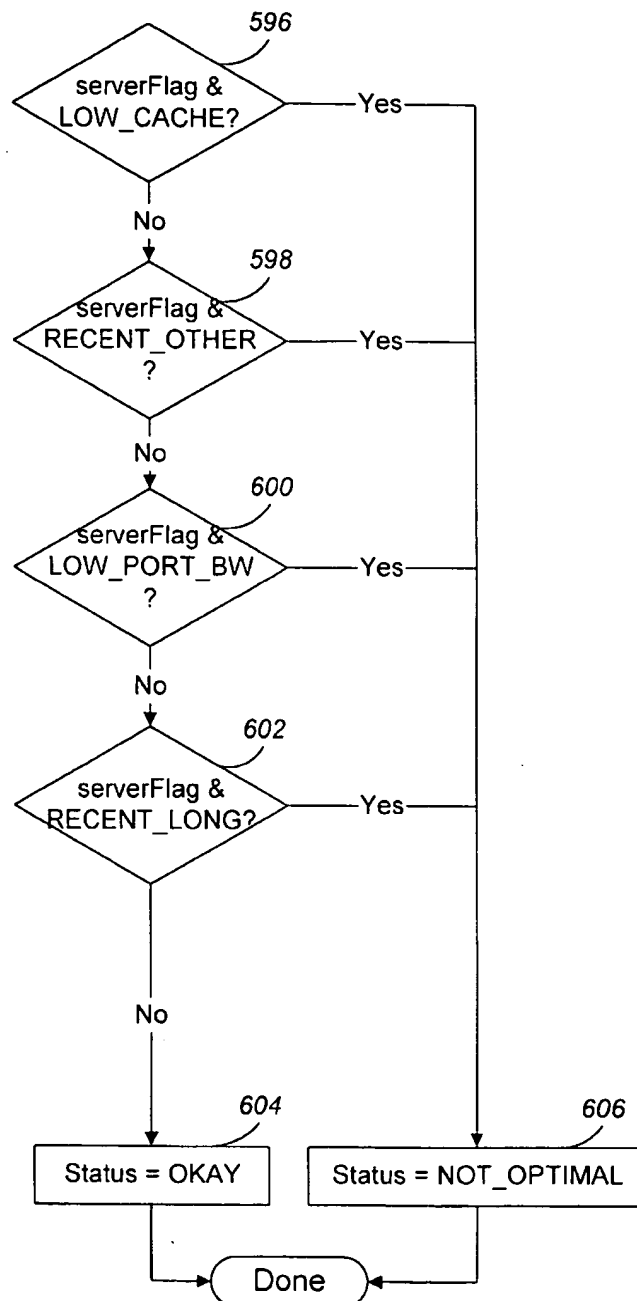 596
serverFlag &
LOW_CACHE?
Yes
No
598
serverFlag &
RECENT_OTHER
?
Yes
No
600
serverFlag &
LOW_PORT_BW
?
Yes
No
602
serverFlag &
RECENT_LONG?
Yes
No
604
Status = OKAY
606
Status = NOT_OPTIMAL
Done